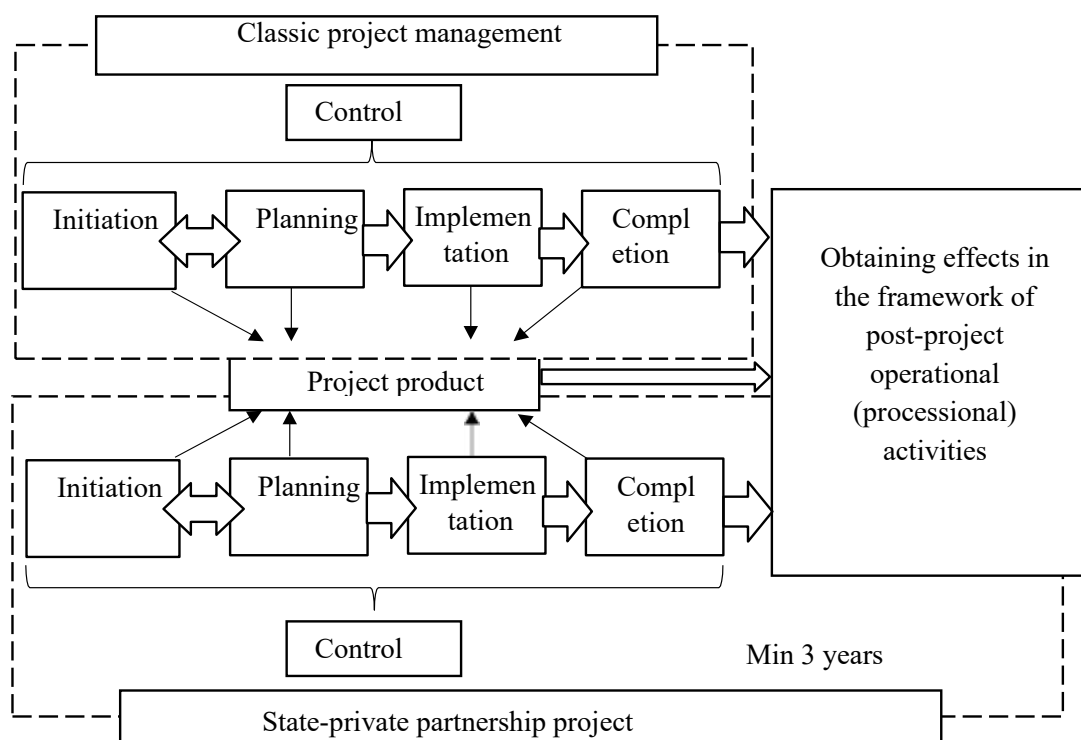 Classic project management
Control
Initiation
Planning
Implemen
tation
Compl
etion
Obtaining effects in
the framework of
post-project
operational
(processional)
activities
Project product
Initiation
Planning
Implemen
tation
Compl
etion
Control
Min 3 years
State-private partnership project